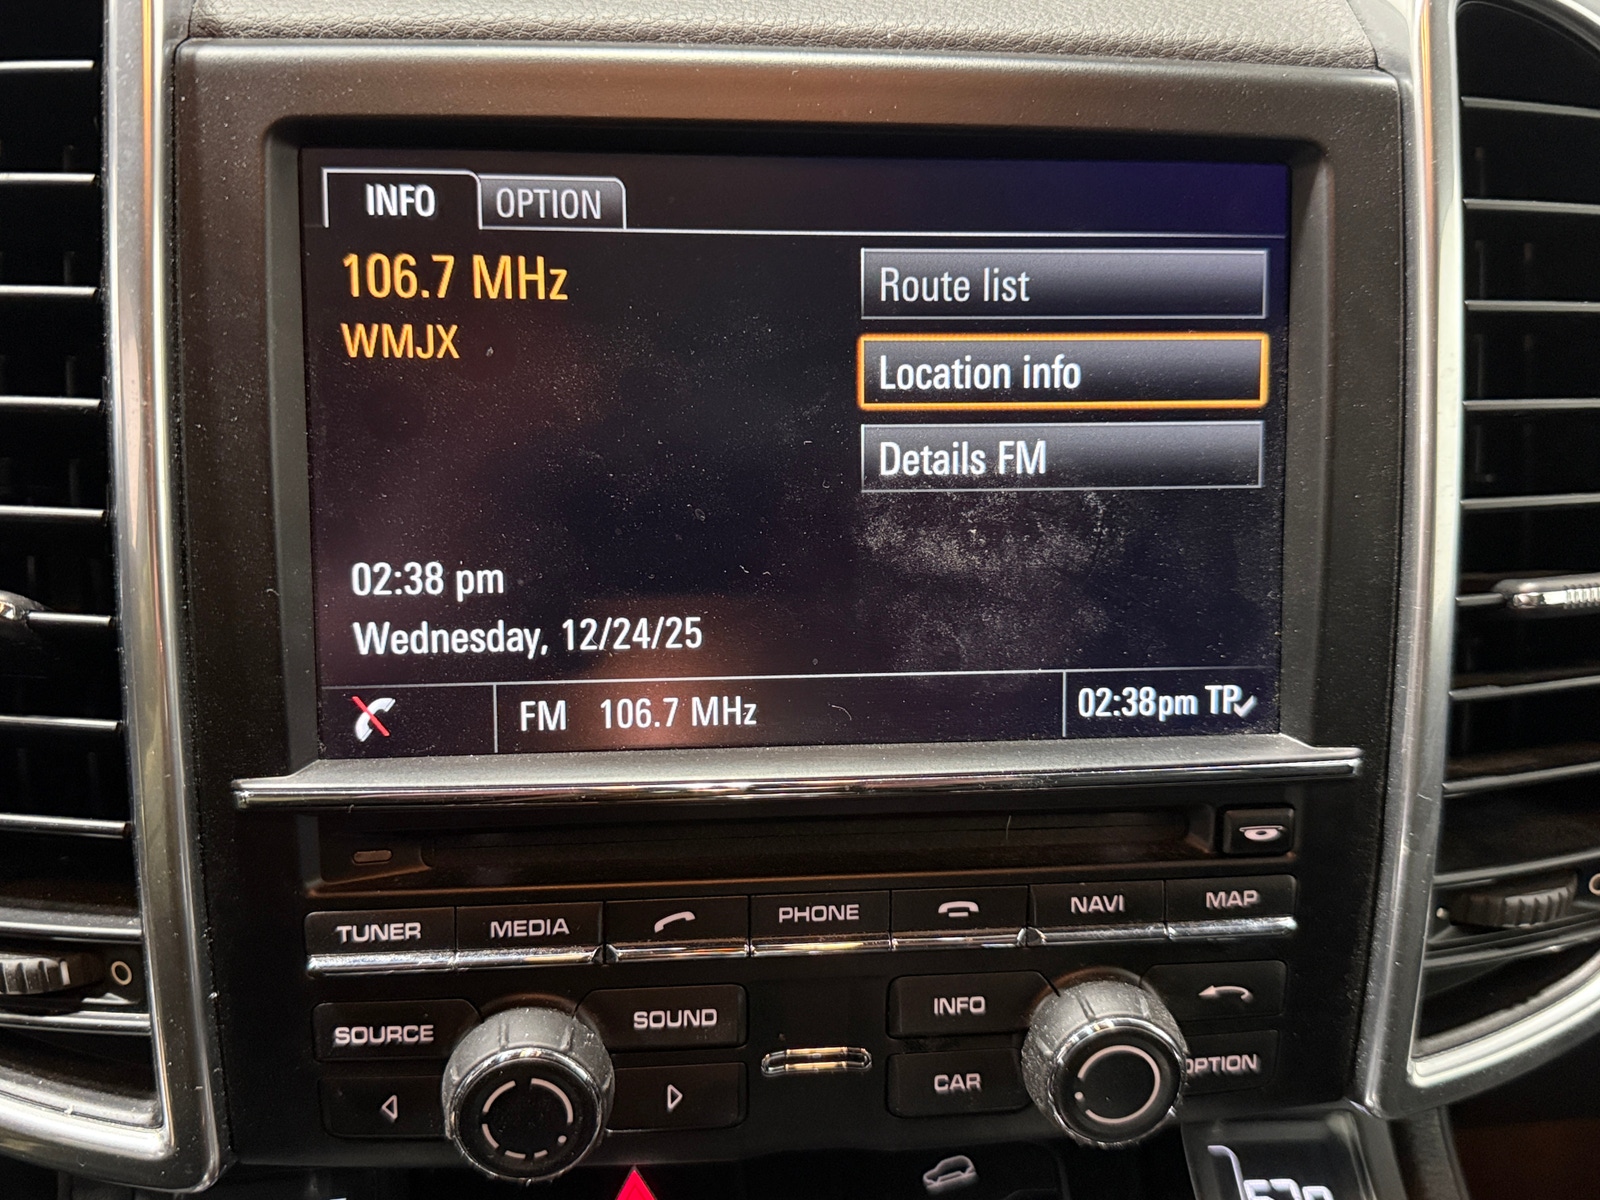 INFO OPTION
106.7 MHz
WMJX
Route list
Location info
Details FM
02:38 pm
Wednesday, 12/24/25
FM 106.7 MHz 02:38pm TP
TUNER MEDIA PHONE NAVI MAP
SOURCE SOUND INFO
CAR OPTION